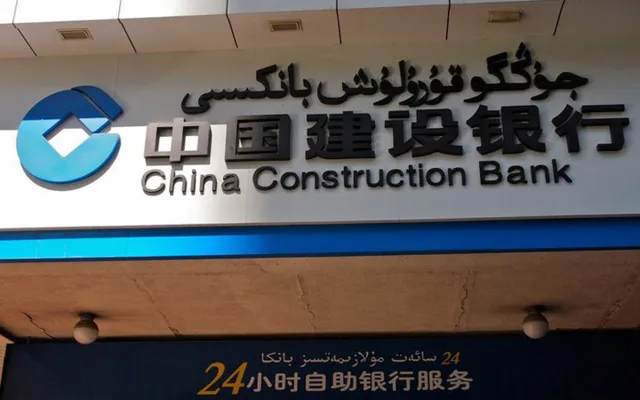 جۇڭگو قۇرۇلۇش بانكىسى
中国建设银行
China Construction Bank
24 سائەت مۇلازىمەتسىز بانكا
24小时自助银行服务